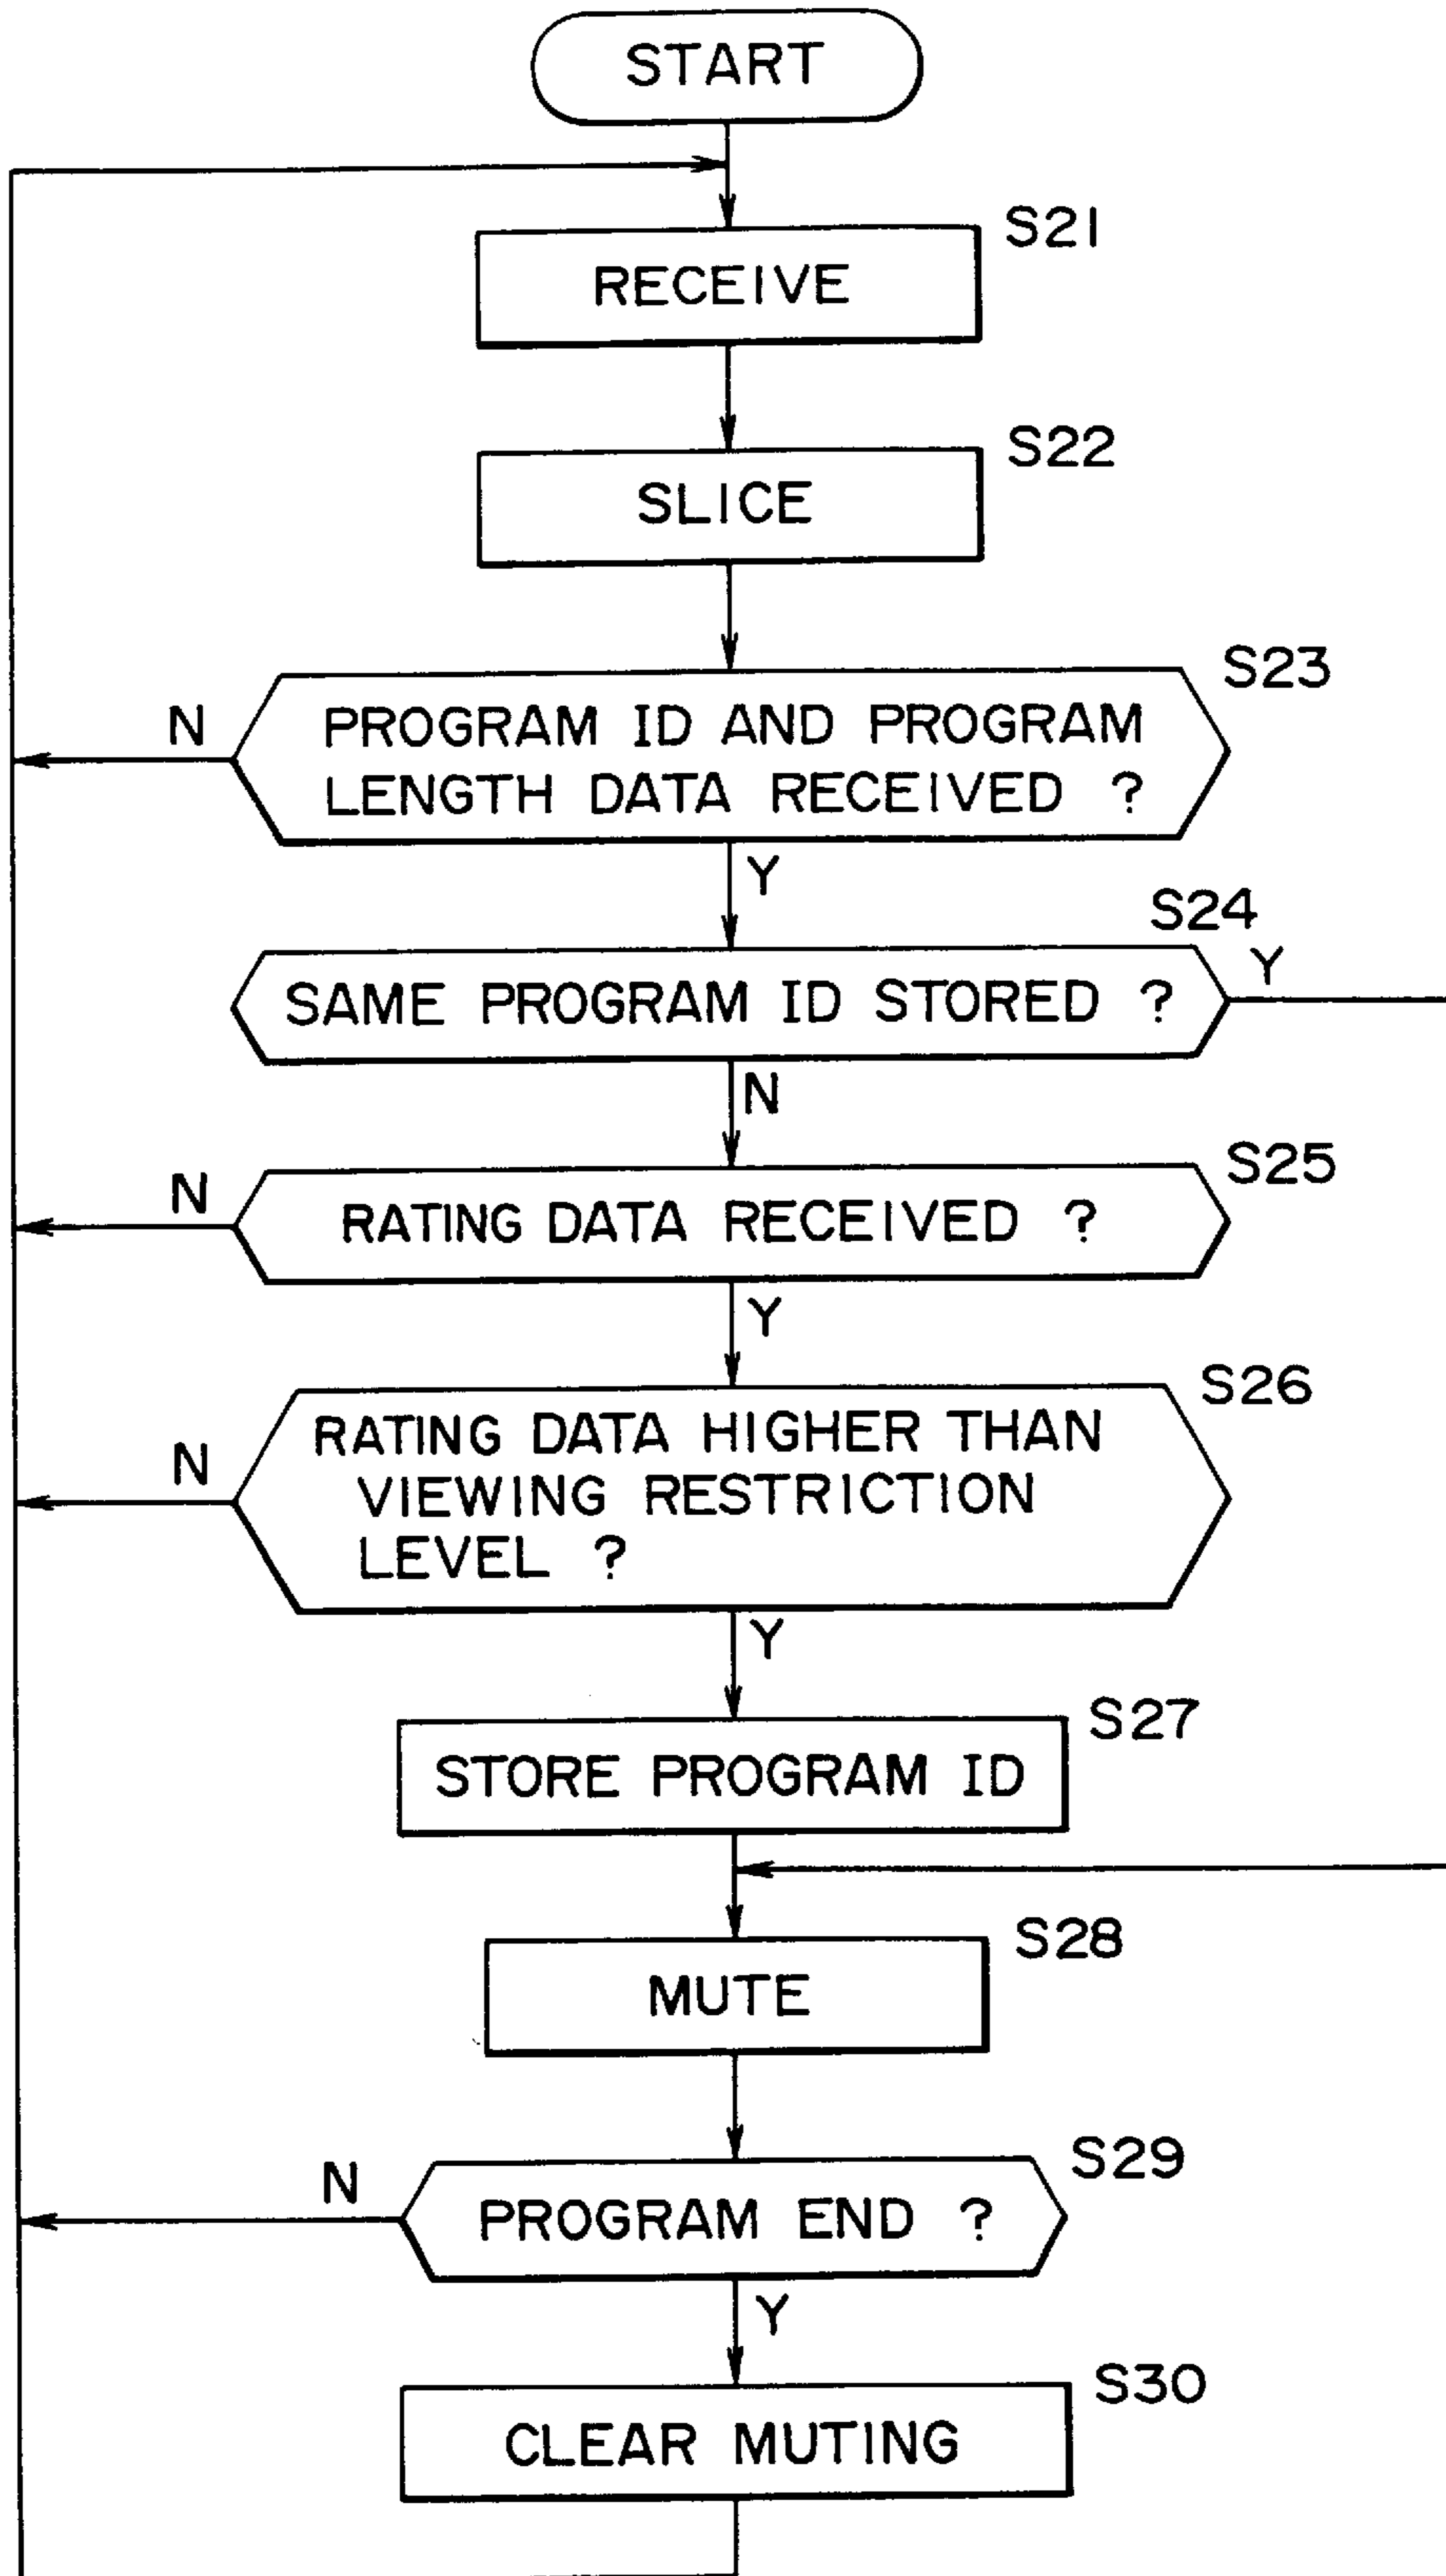 START
S21
RECEIVE
S22
SLICE
S23
N
PROGRAM ID AND PROGRAM
LENGTH DATA RECEIVED ?
Y
S24
SAME PROGRAM ID STORED ?
Y
N
S25
N
RATING DATA RECEIVED ?
Y
S26
N
RATING DATA HIGHER THAN
VIEWING RESTRICTION
LEVEL ?
Y
S27
STORE PROGRAM ID
S28
MUTE
S29
N
PROGRAM END ?
Y
S30
CLEAR MUTING